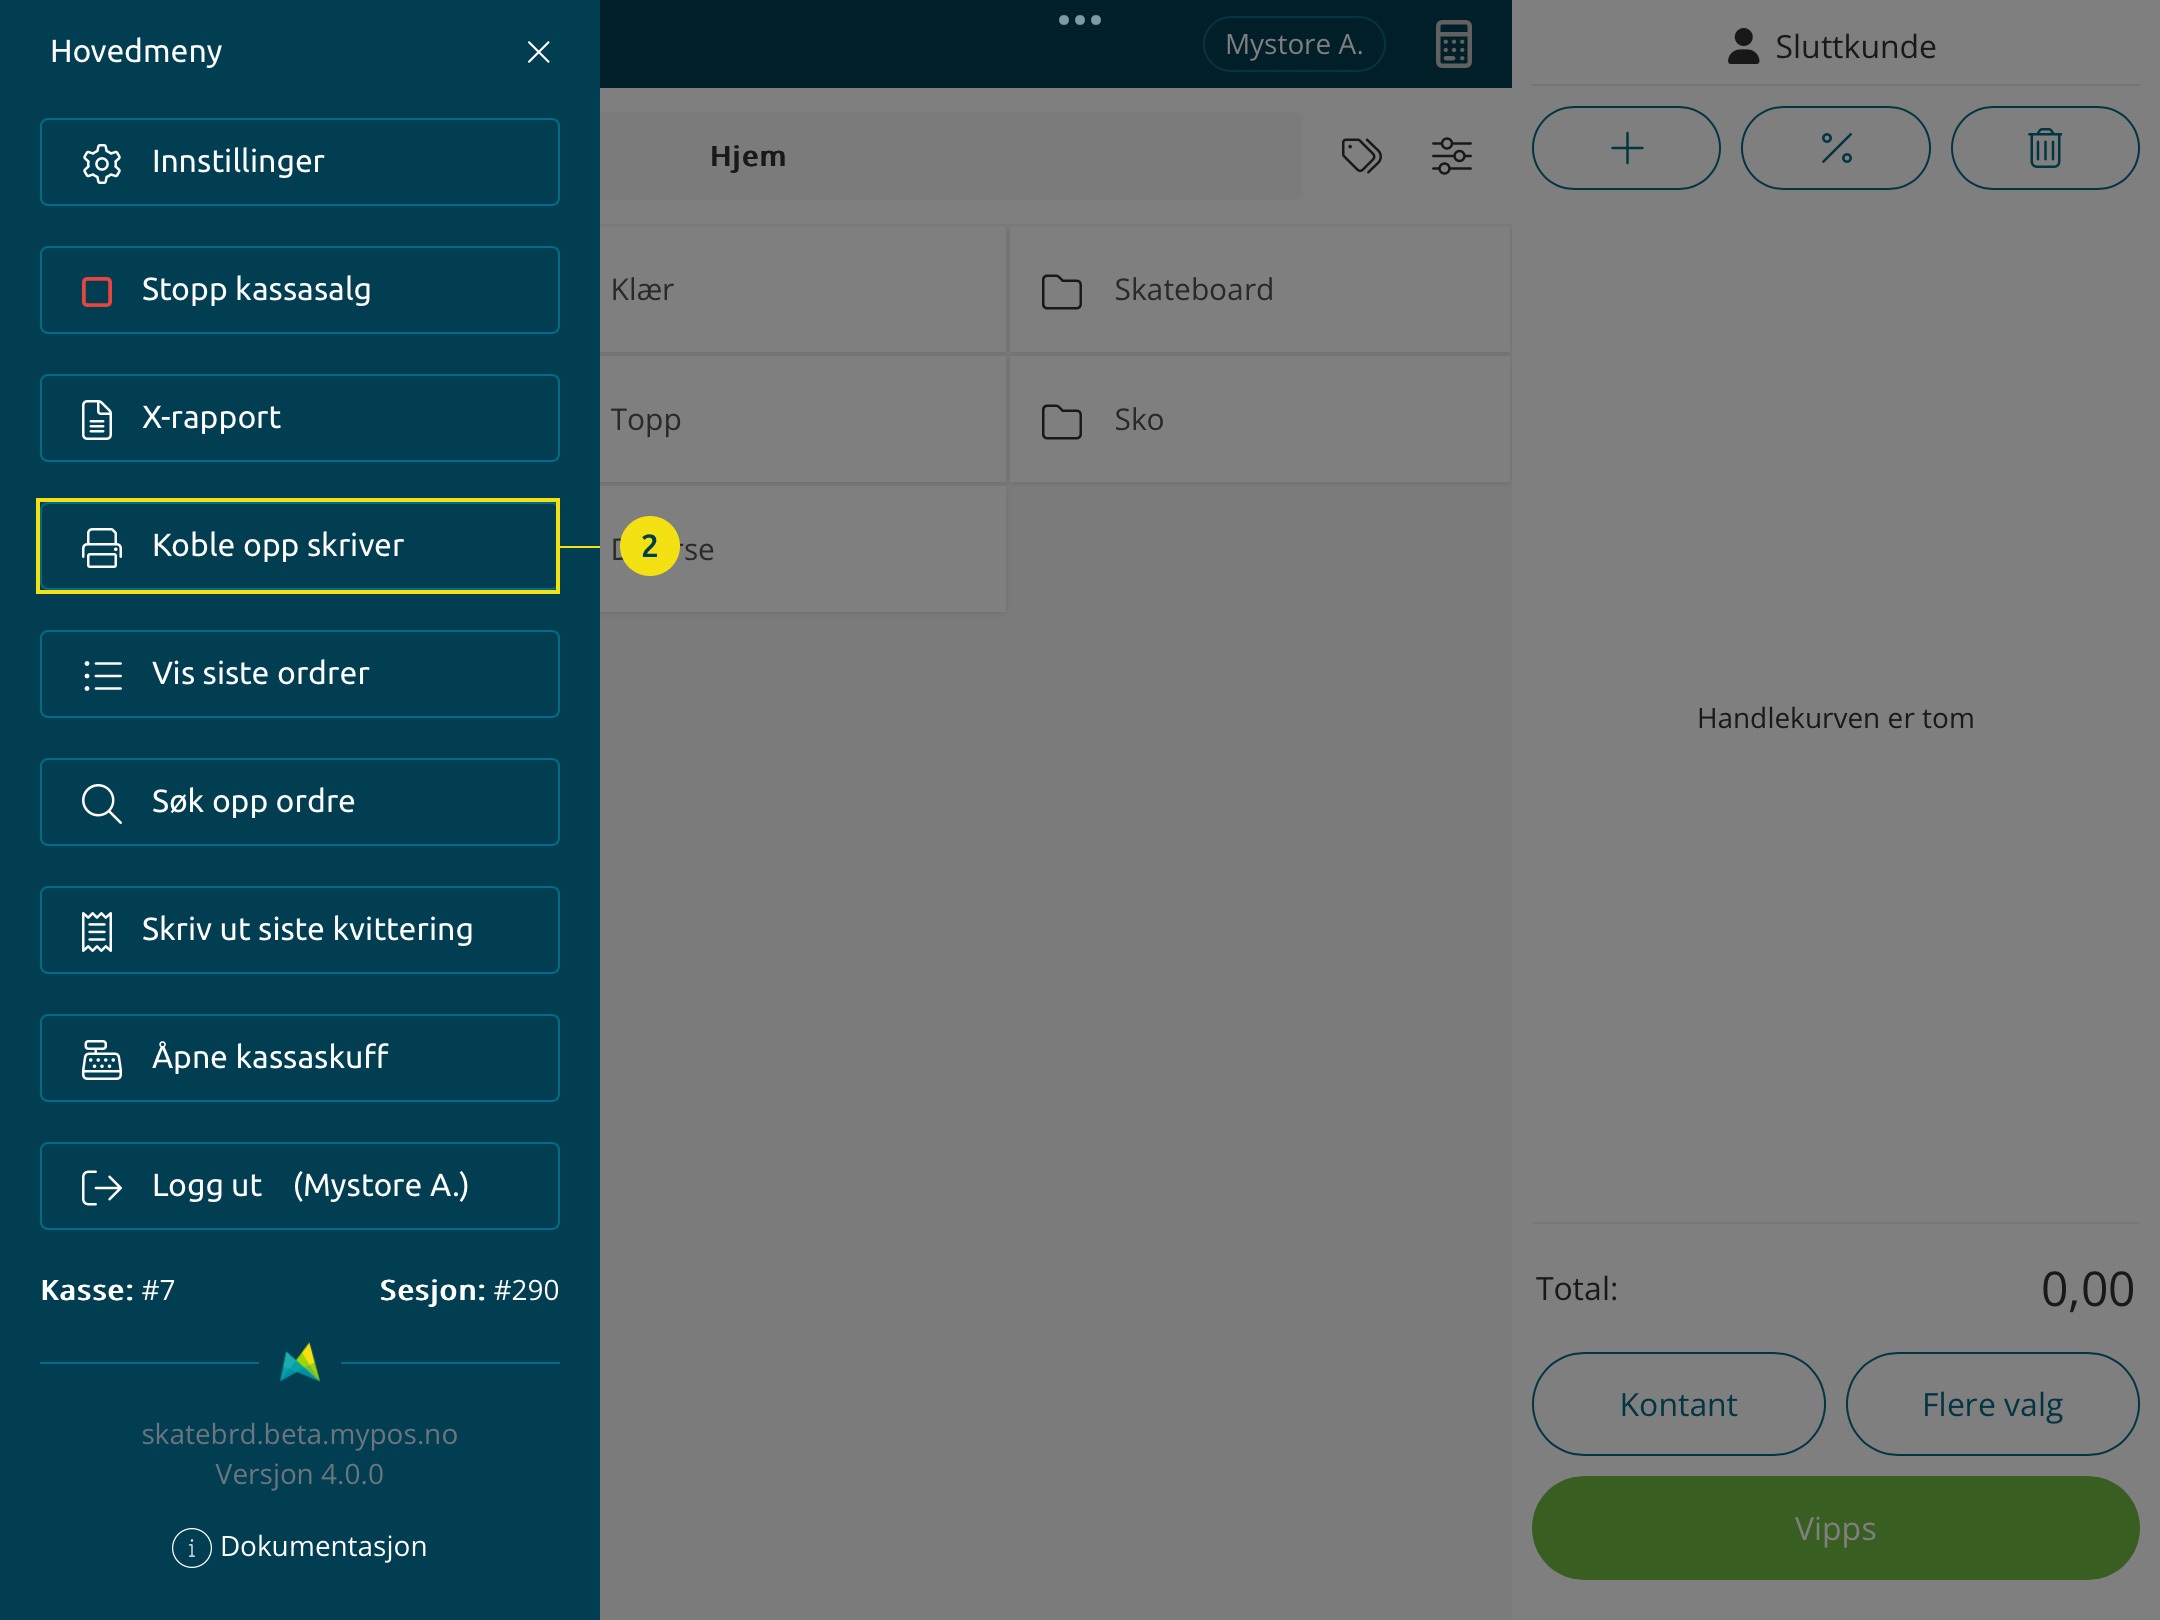 Hovedmeny
Innstillinger
Stopp kassasalg
X-rapport
Koble opp skriver
Vis siste ordrer
Søk opp ordre
Skriv ut siste kvittering
Åpne kassaskuff
Logg ut (Mystore A.)
Kasse: #7 Sesjon: #290
skatebrd.beta.mypos.no
Versjon 4.0.0
Dokumentasjon
Mystore A.
Hjem
Klær
Skateboard
Topp
Sko
2
Sluttkunde
Handlekurven er tom
Total: 0,00
Kontant
Flere valg
Vipps